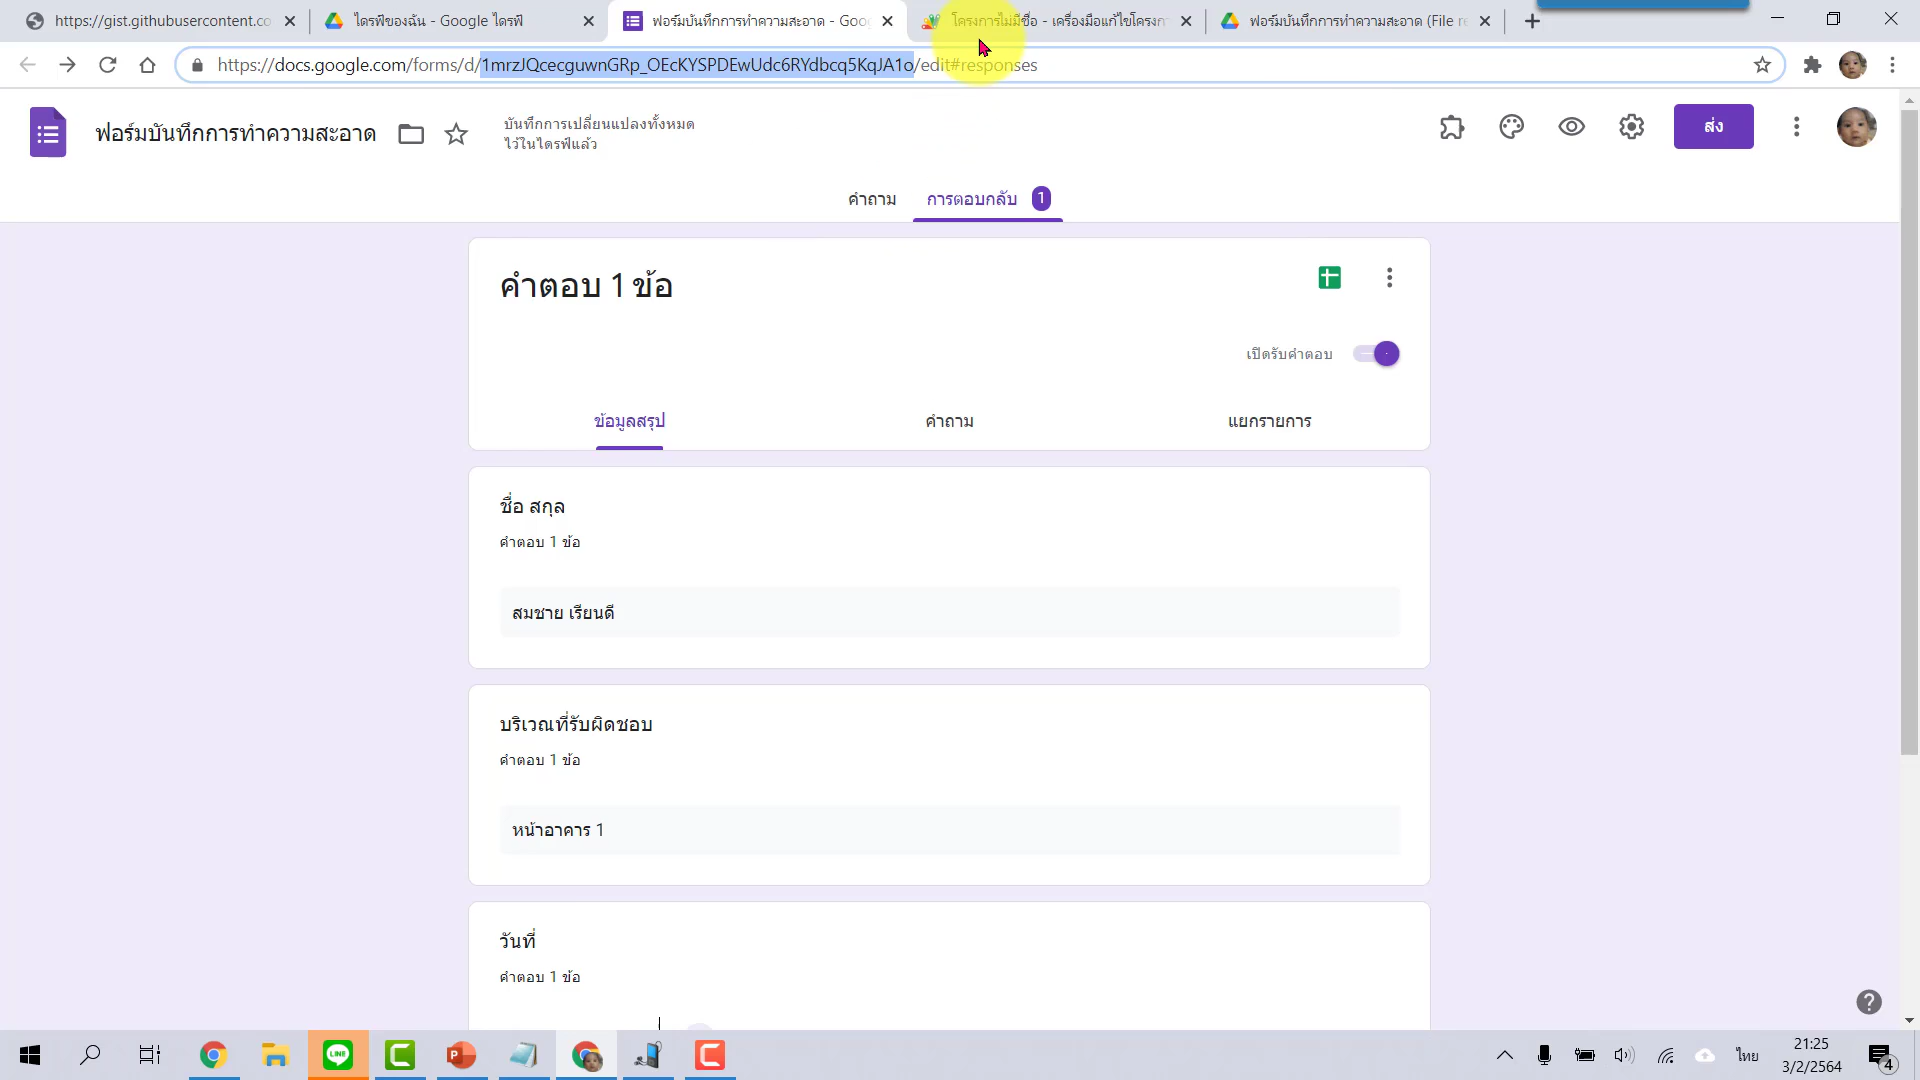 https://gist.githubusercontent.co
ไดรฟ์ของฉัน - Google ไดรฟ์
ฟอร์มบันทึกการทำความสะอาด - Goo
โครงการไม่มีชื่อ - เครื่องมือแก้ไขโครงกา
ฟอร์มบันทึกการทำความสะอาด (File re
https://docs.google.com/forms/d/1mrzJQcecguwnGRp_OEcKYSPDEwUdc6RYdbcq5KqJA1o/edit#responses
ฟอร์มบันทึกการทำความสะอาด
บันทึกการเปลี่ยนแปลงทั้งหมด
ไว้ในไดรฟ์แล้ว
ส่ง
คำถาม
การตอบกลับ 1
คำตอบ 1 ข้อ
เปิดรับคำตอบ
ข้อมูลสรุป
คำถาม
แยกรายการ
ชื่อ สกุล
คำตอบ 1 ข้อ
สมชาย เรียนดี
บริเวณที่รับผิดชอบ
คำตอบ 1 ข้อ
หน้าอาคาร 1
วันที่
คำตอบ 1 ข้อ
LINE
ไทย
21:25
3/2/2564
4